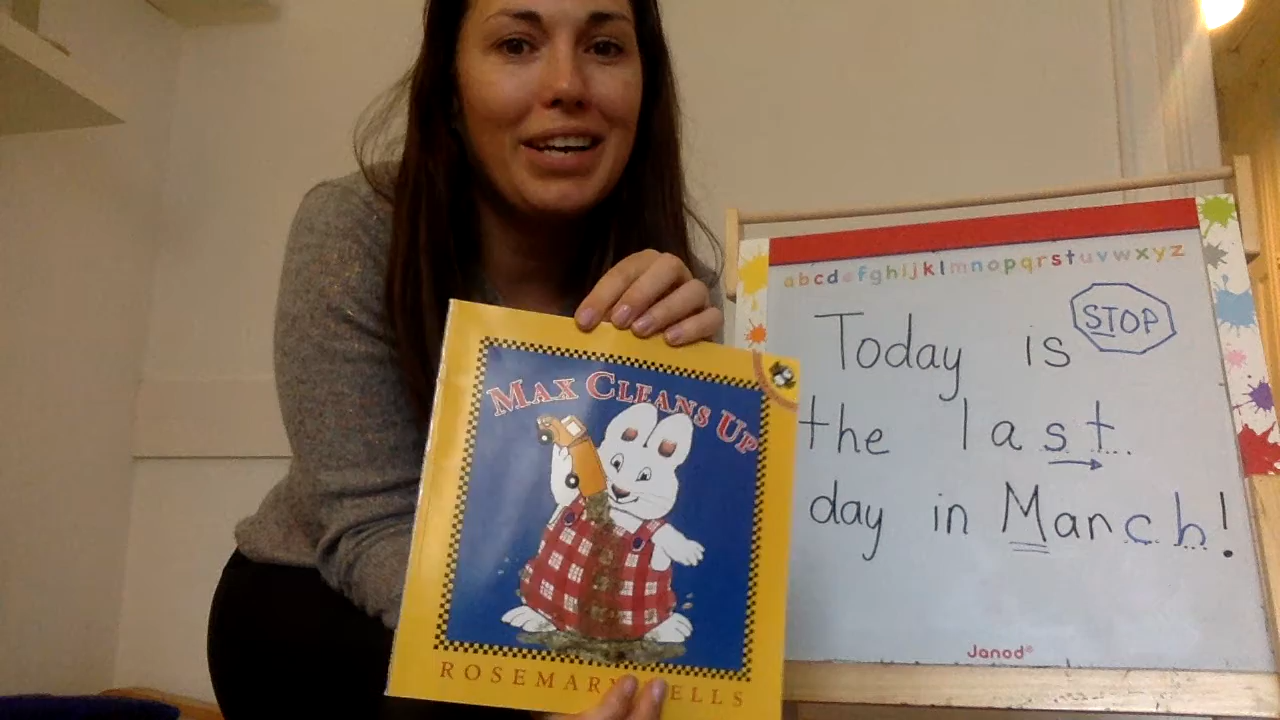 MAX CLEANS UP
ROSEMARY WELLS
abcdefghijklmnopqrstuvwxyz
STOP
Today is
the last
day in March!
Janod